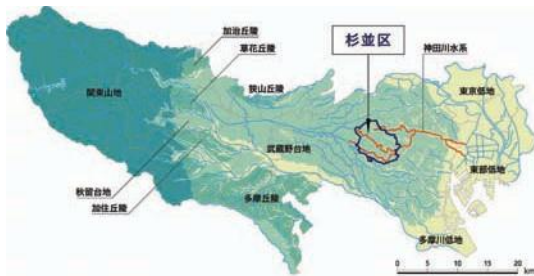 加治丘陵
草花丘陵
杉並区
神田川水系
狭山丘陵
関東山地
東京低地
武蔵野台地
東部低地
秋留台地
加住丘陵
多摩丘陵
多摩川低地
0 5 10 15 20
km